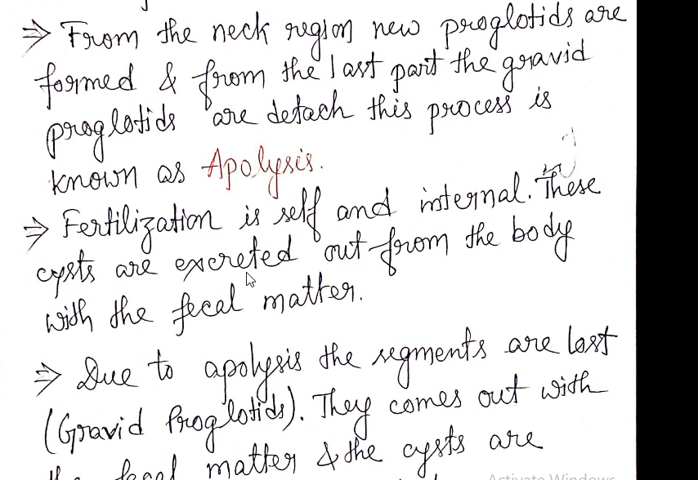 ⇒ From the neck region new proglotids are
formed & from the last part the gravid
proglotids are detach this process is
known as Apolysis.
⇒ Fertilization is self and internal. These
cysts are excreted out from the body
with the fecal matter.
⇒ Due to apolysis the segments are lost
(Gravid Proglotids). They comes out with
the fecal matter & the cysts are
Activate Windows